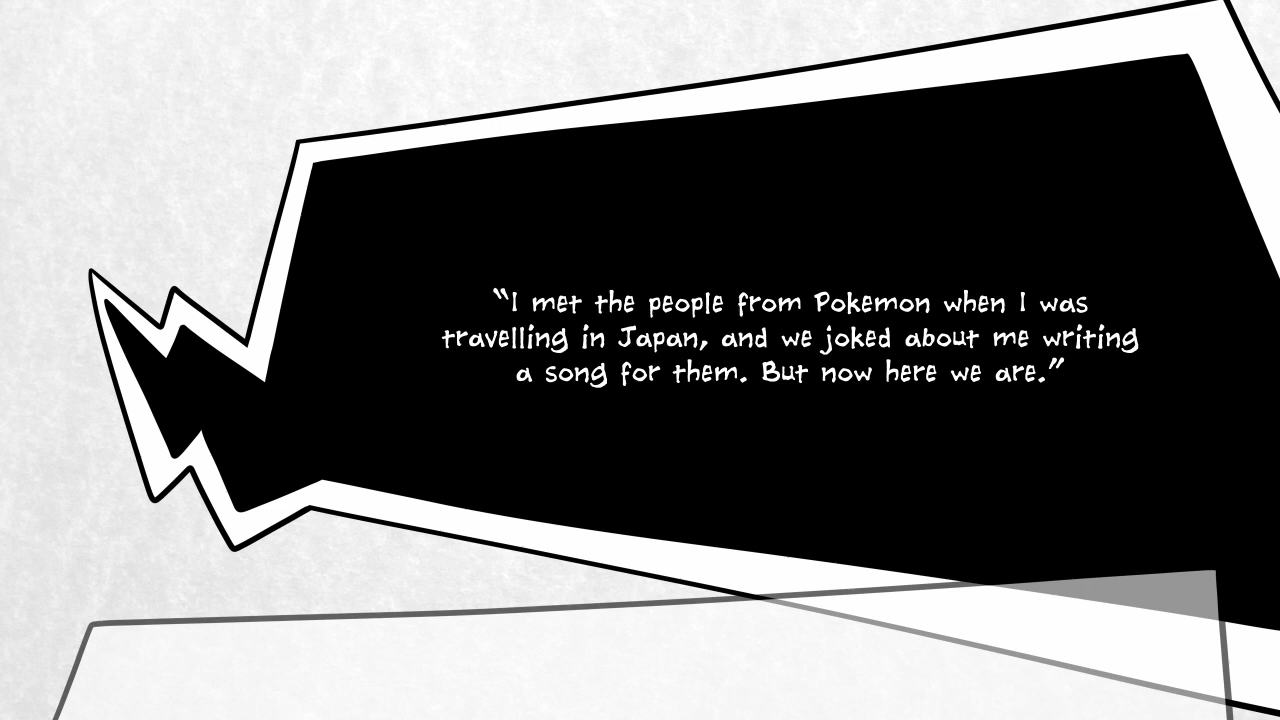 “I met the people from Pokemon when I was
travelling in Japan, and we joked about me writing
a song for them. But now here we are.”